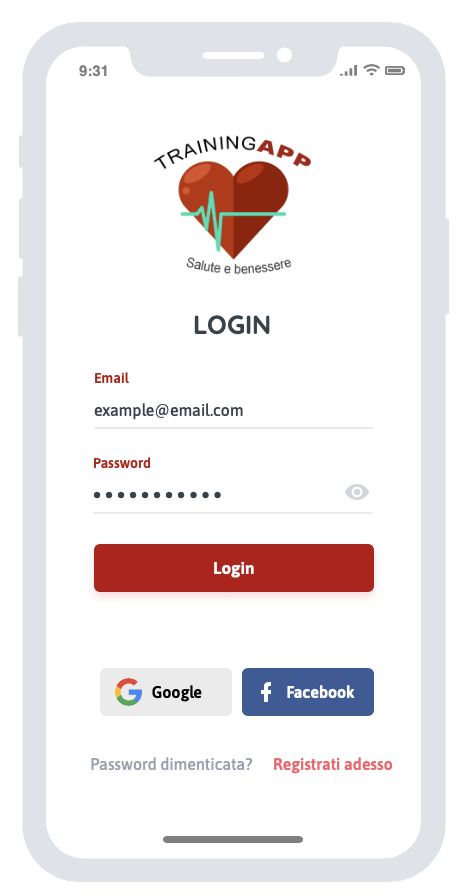 9:31
TRAININGAPP
Salute e benessere
LOGIN
Email
example@email.com
Password
Login
Google
Facebook
Password dimenticata? Registrati adesso